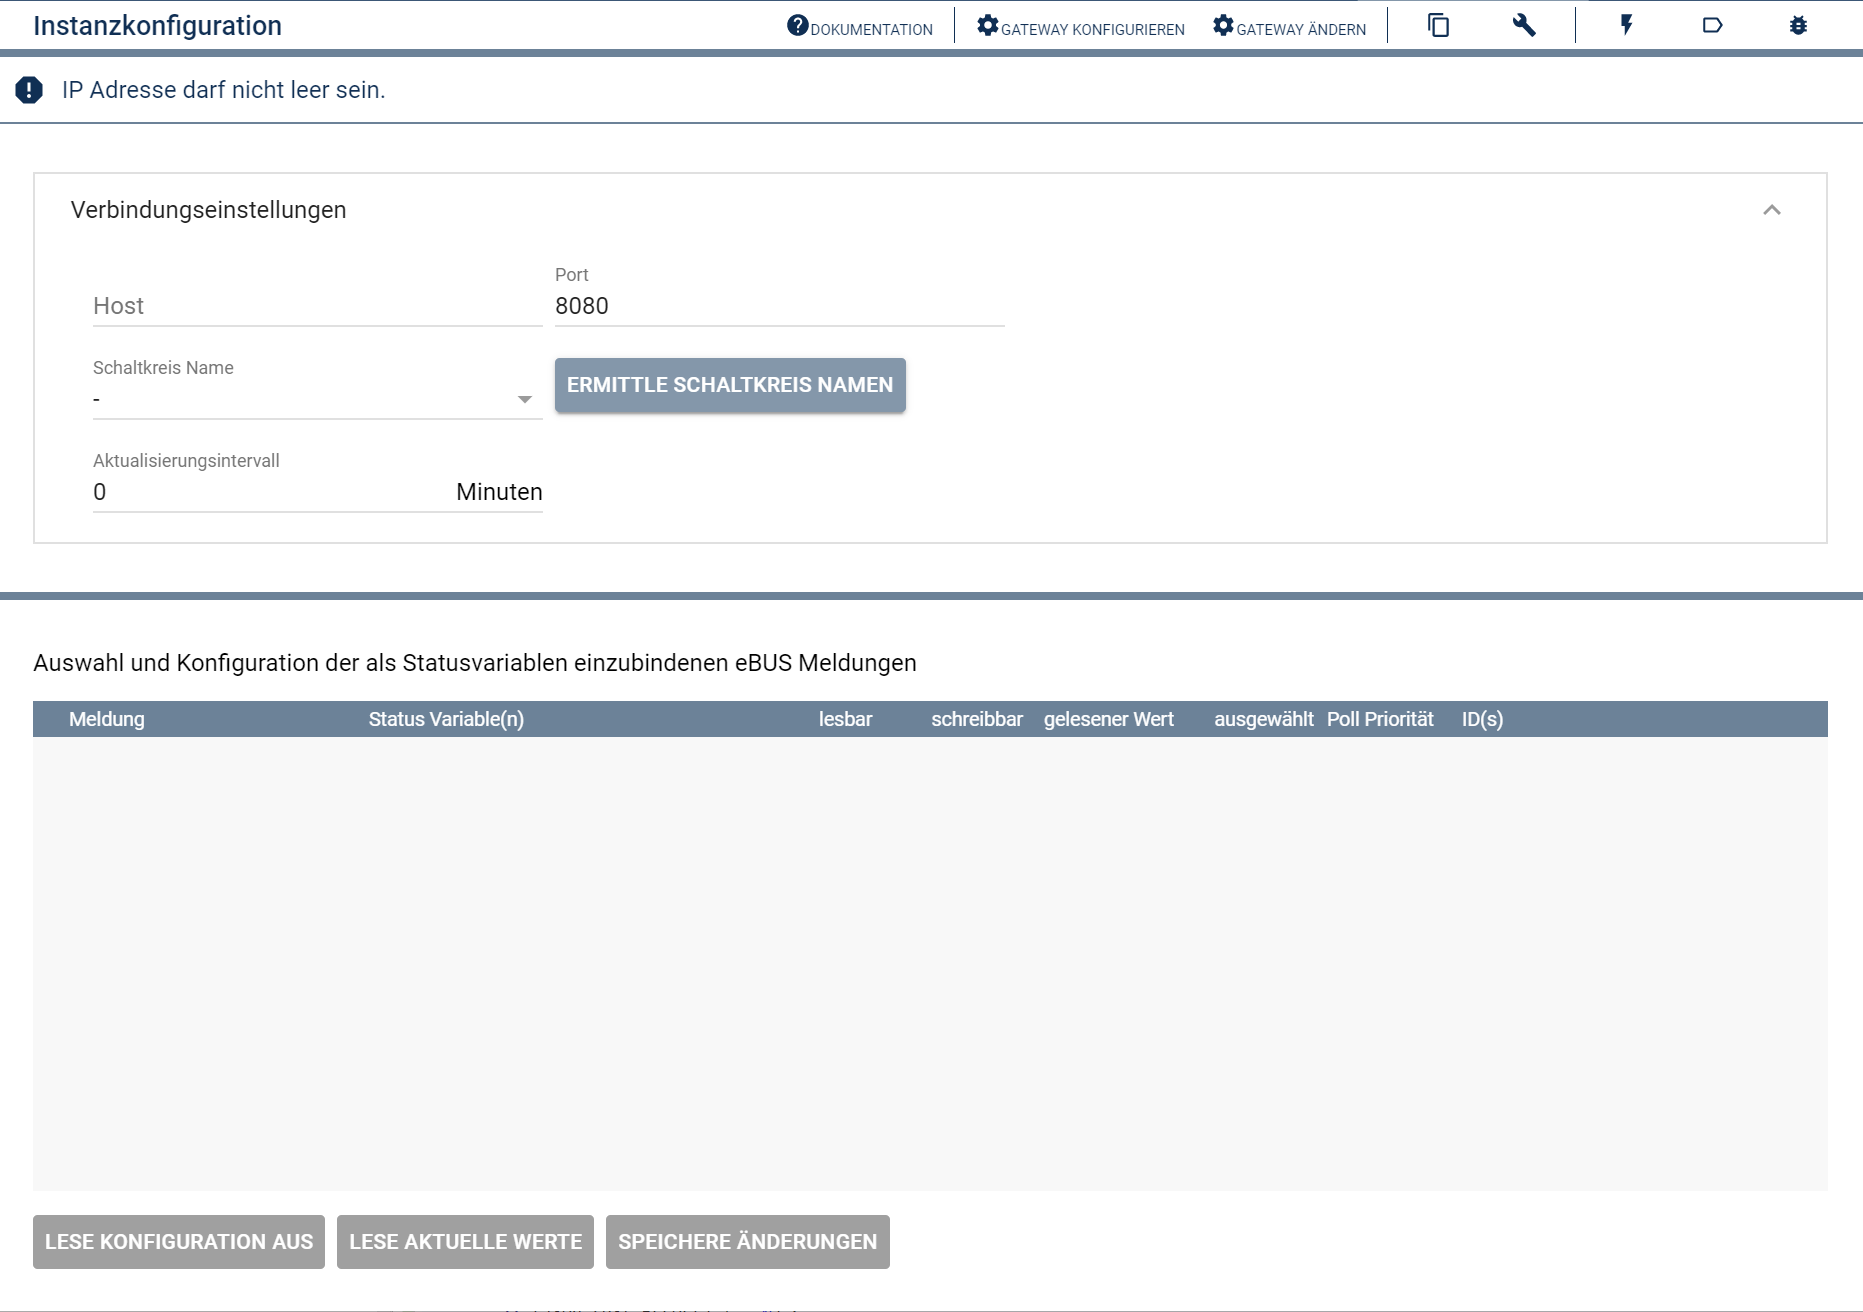 Instanzkonfiguration
DOKUMENTATION
GATEWAY KONFIGURIEREN
GATEWAY ÄNDERN
IP Adresse darf nicht leer sein.
Verbindungseinstellungen
Host
Port
8080
Schaltkreis Name
-
ERMITTLE SCHALTKREIS NAMEN
Aktualisierungsintervall
0 Minuten
Auswahl und Konfiguration der als Statusvariablen einzubindenen eBUS Meldungen
Meldung Status Variable(n) lesbar schreibbar gelesener Wert ausgewählt Poll Priorität ID(s)
LESE KONFIGURATION AUS LESE AKTUELLE WERTE SPEICHERE ÄNDERUNGEN